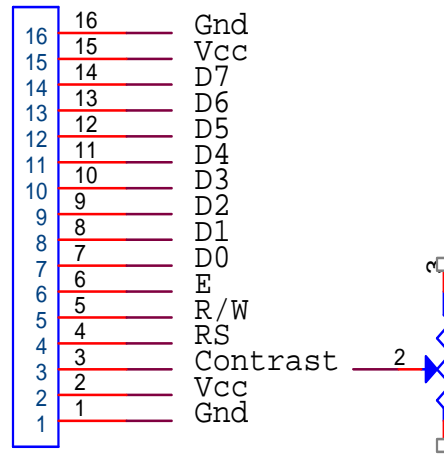 16 16 Gnd
15 15 Vcc
14 14 D7
13 13 D6
12 12 D5
11 11 D4
10 10 D3
9 9 D2
8 8 D1
7 7 D0
6 6 E
5 5 R/W
4 4 RS
3 3 Contrast 2
2 2 Vcc
1 1 Gnd